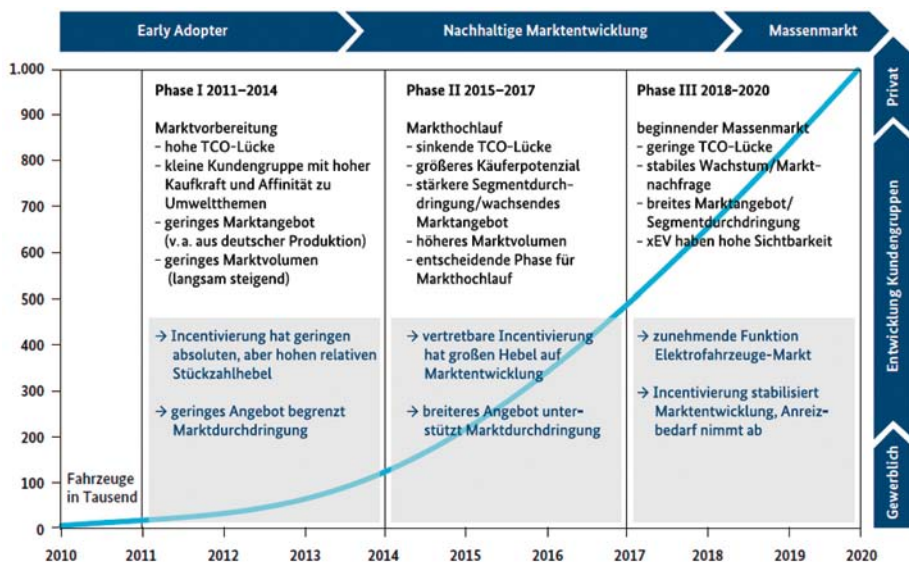 Early Adopter
Nachhaltige Marktentwicklung
Massenmarkt
1.000
900
800
700
600
500
400
300
200
100
0
Phase I 2011–2014
Marktvorbereitung
– hohe TCO-Lücke
– kleine Kundengruppe mit hoher
Kaufkraft und Affinität zu
Umweltthemen
– geringes Marktangebot
(v. a. aus deutscher Produktion)
– geringes Marktvolumen
(langsam steigend)
→ Incentivierung hat geringen
absoluten, aber hohen relativen
Stückzahlhebel
→ geringes Angebot begrenzt
Marktdurchdringung
Phase II 2015–2017
Markthochlauf
– sinkende TCO-Lücke
– größeres Käuferpotenzial
– stärkere Segmentdurch-
dringung/wachsendes
Marktangebot
– höheres Marktvolumen
– entscheidende Phase für
Markthochlauf
→ vertretbare Incentivierung
hat großen Hebel auf
Marktentwicklung
→ breiteres Angebot unter-
stützt Marktdurchdringung
Phase III 2018-2020
beginnender Massenmarkt
– geringe TCO-Lücke
– stabiles Wachstum/Markt-
nachfrage
– breites Marktangebot/
Segmentdurchdringung
– xEV haben hohe Sichtbarkeit
→ zunehmende Funktion
Elektrofahrzeuge-Markt
→ Incentivierung stabilisiert
Marktentwicklung, Anreiz-
bedarf nimmt ab
Fahrzeuge
in Tausend
2010
2011
2012
2013
2014
2015
2016
2017
2018
2019
2020
Privat
Entwicklung Kundengruppen
Gewerblich